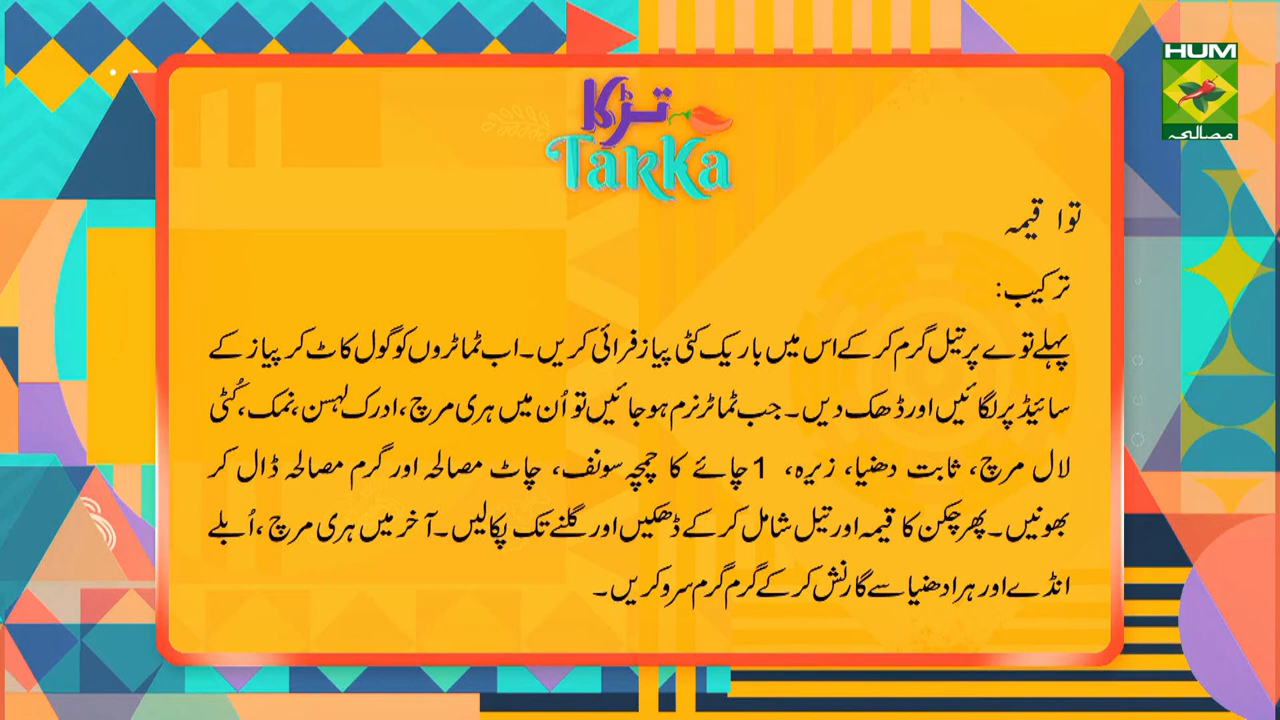 HUM
مصالحہ
تڑکا
Tarka
توا قیمہ
ترکیب:
پہلے توے پر تیل گرم کر کے اس میں باریک کٹی پیاز فرائی کریں۔ اب ٹماٹروں کو گول کاٹ کر پیاز کے
سائیڈ پر لگائیں اور ڈھک دیں۔ جب ٹماٹر نرم ہو جائیں تو اُن میں ہری مرچ، ادرک لہسن، نمک، کُٹی
لال مرچ، ثابت دھنیا، زیرہ، 1 چائے کا چمچہ سونف، چاٹ مصالحہ اور گرم مصالحہ ڈال کر
بھونیں۔ پھر چکن کا قیمہ اور تیل شامل کر کے ڈھکیں اور گلنے تک پکالیں۔ آخر میں ہری مرچ، اُبلے
انڈے اور ہرا دھنیا سے گارنش کر کے گرم گرم سرو کریں۔